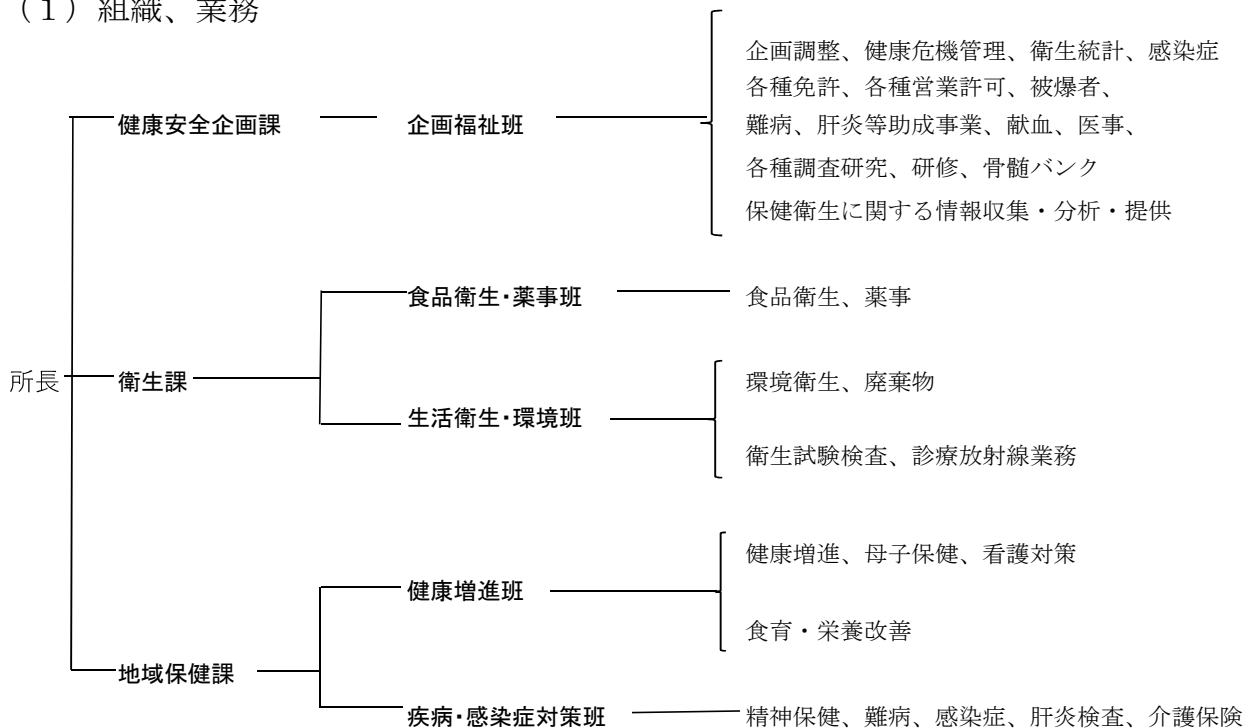 （１）組織、業務
企画調整、健康危機管理、衛生統計、感染症
各種免許、各種営業許可、被爆者、
健康安全企画課
企画福祉班
難病、肝炎等助成事業、献血、医事、
各種調査研究、研修、骨髄バンク
保健衛生に関する情報収集・分析・提供
食品衛生・薬事班
食品衛生、薬事
所長
衛生課
環境衛生、廃棄物
生活衛生・環境班
衛生試験検査、診療放射線業務
健康増進、母子保健、看護対策
健康増進班
食育・栄養改善
地域保健課
疾病・感染症対策班
精神保健、難病、感染症、肝炎検査、介護保険